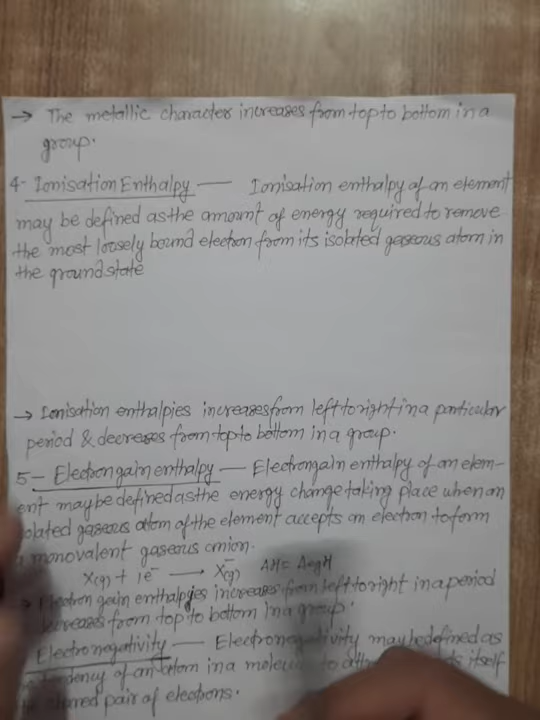 → The metallic character increases from top to bottom in a
group.
4- Ionisation Enthalpy — Ionisation enthalpy of an element
may be defined as the amount of energy required to remove
the most loosely bound electron from its isolated gaseous atom in
the ground state
→ Ionisation enthalpies increases from left to right in a particular
period & decreases from top to bottom in a group.
5- Electron gain enthalpy — Electron gain enthalpy of an elem-
ent may be defined as the energy change taking place when an
isolated gaseous atom of the element accepts an electron to form
monovalent gaseous anion.
X(g) + 1e⁻ → X⁻(g) ΔH = ΔegH
Electron gain enthalpies increases from left to right in a period
from top to bottom in a group.
Electronegativity — Electronegativity may be defined as
tendency of an atom in a itself
shared pair of electrons.